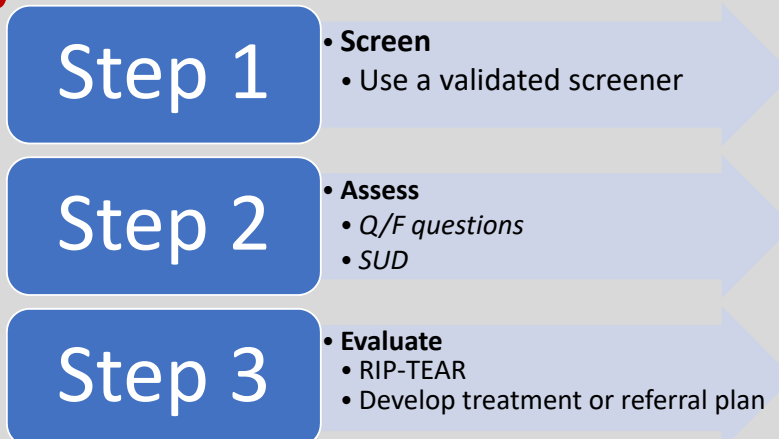 Step 1
• Screen
• Use a validated screener
Step 2
• Assess
• Q/F questions
• SUD
Step 3
• Evaluate
• RIP-TEAR
• Develop treatment or referral plan